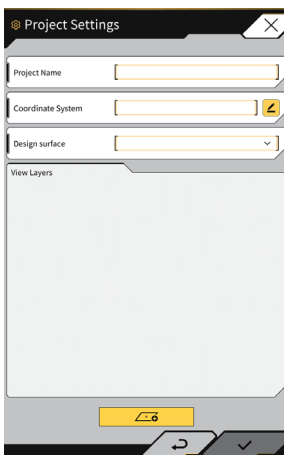 Project Settings
Project Name
Coordinate System
Design surface
View Layers